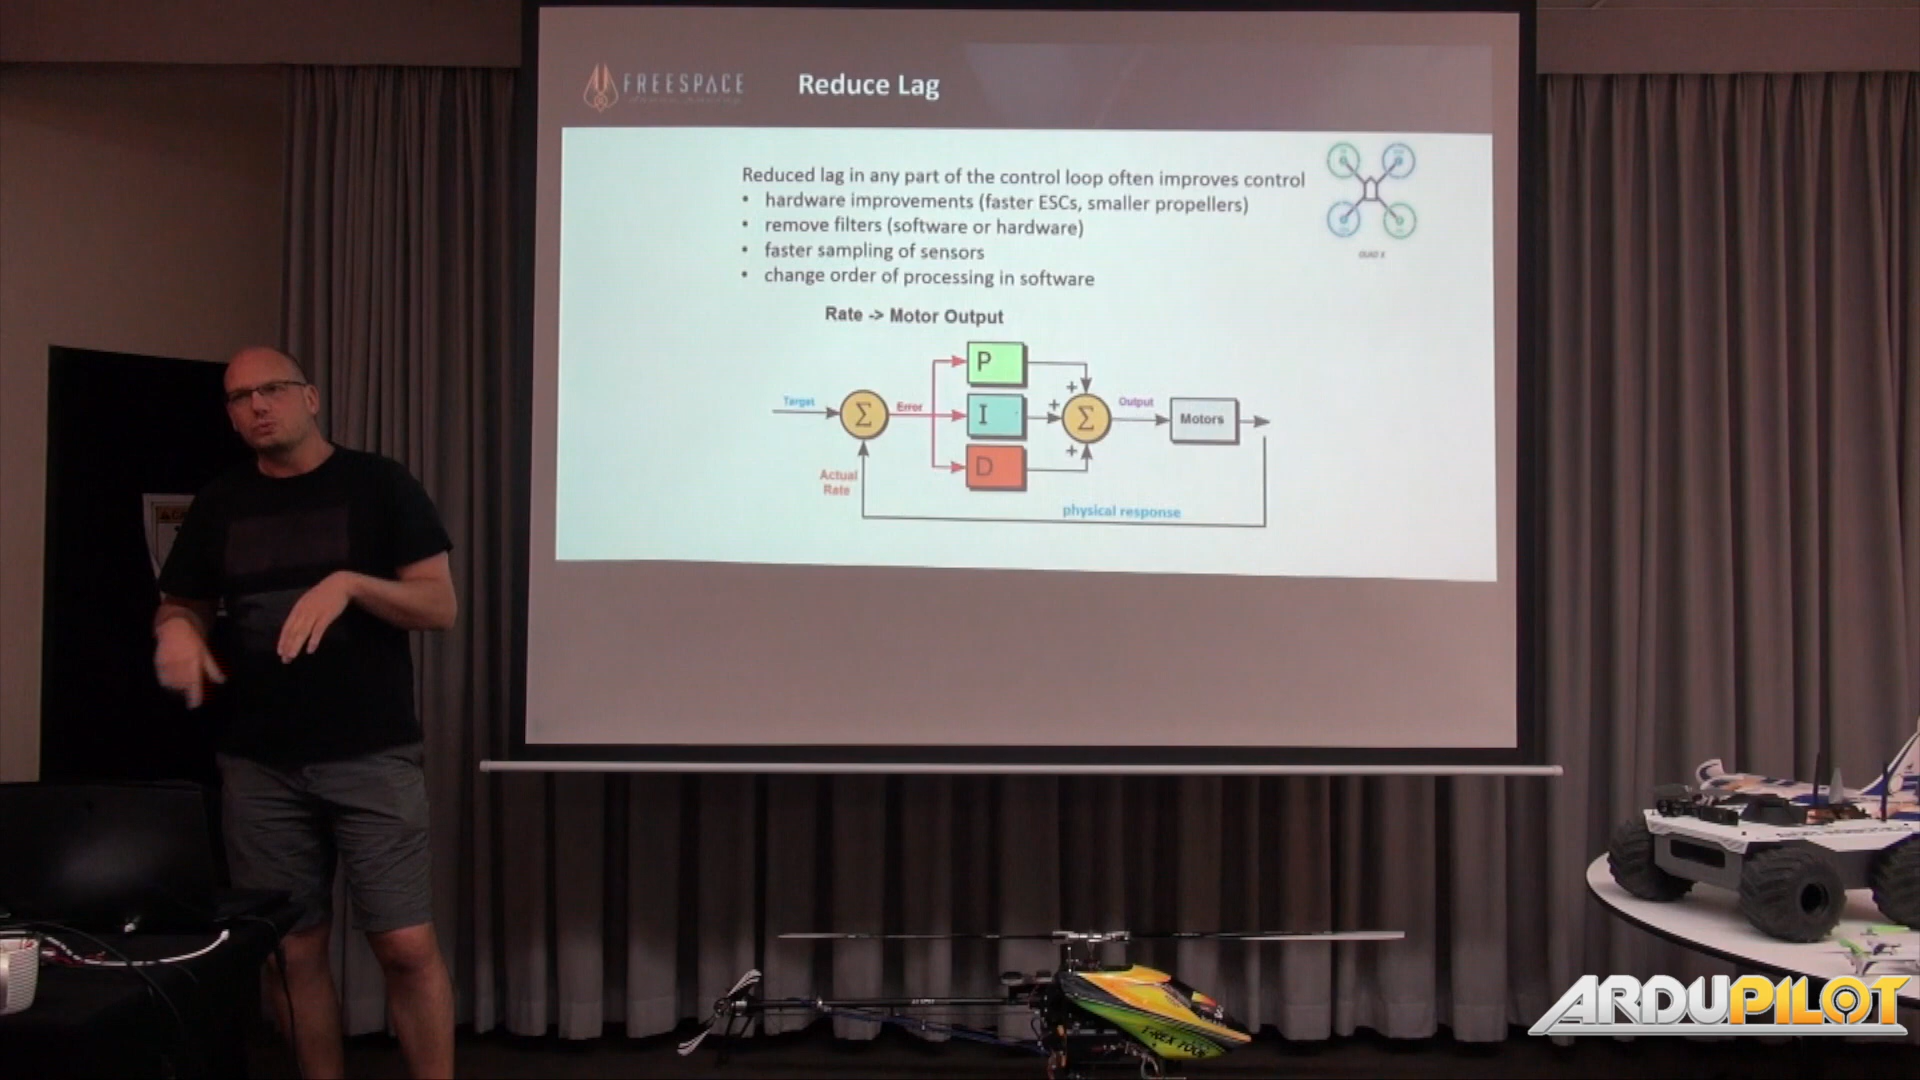 FREESPACE
Reduce Lag
Reduced lag in any part of the control loop often improves control
• hardware improvements (faster ESCs, smaller propellers)
• remove filters (software or hardware)
• faster sampling of sensors
• change order of processing in software
QUAD X
Rate -> Motor Output
P
Target
Σ
Error
I
+
+
Σ
Output
Motors
+
D
Actual
Rate
physical response
T-REX
ARDUPILOT